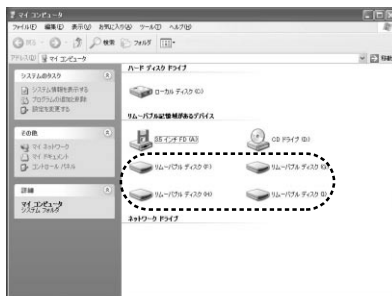 マイ コンピュータ
ファイル(F) 編集(E) 表示(V) お気に入り(A) ツール(T) ヘルプ(H)
戻る 検索 フォルダ
アドレス(D) マイ コンピュータ 移動
システムのタスク
システム情報を表示する
プログラムの追加と削除
設定を変更する
その他
マイ ネットワーク
マイ ドキュメント
コントロール パネル
詳細
マイ コンピュータ
システム フォルダ
ハード ディスク ドライブ
ローカル ディスク (C:)
リムーバブル記憶域があるデバイス
3.5 インチ FD (A:)
CD ドライブ (D:)
リムーバブル ディスク (F:)
リムーバブル ディスク (G:)
リムーバブル ディスク (H:)
リムーバブル ディスク (I:)
ネットワーク ドライブ